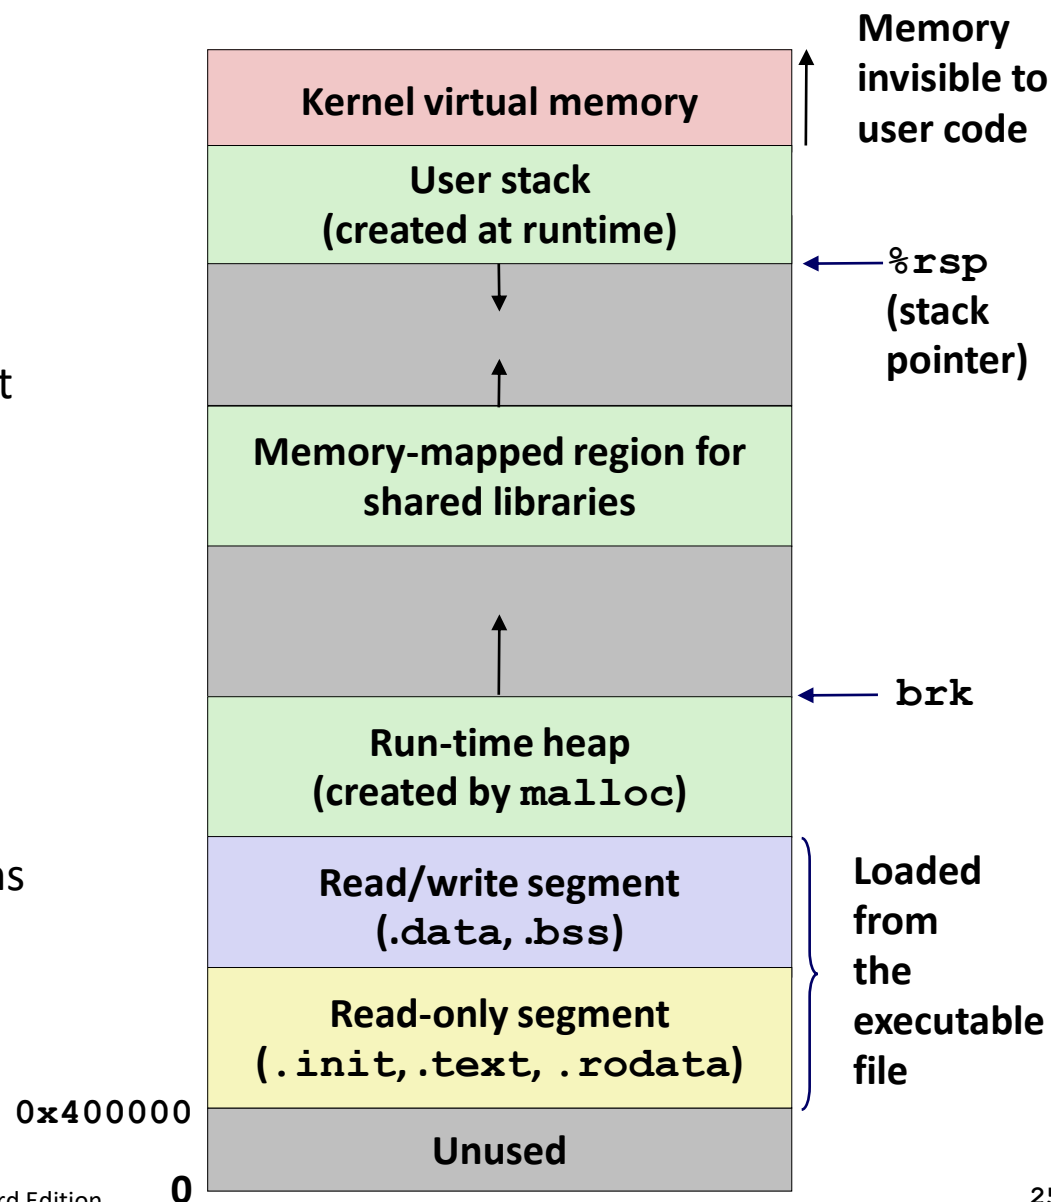 Memory
invisible to
user code
Kernel virtual memory
User stack
(created at runtime)
%rsp
(stack
pointer)
t
Memory-mapped region for
shared libraries
brk
Run-time heap
(created by malloc)
Read/write segment
(.data, .bss)
Loaded
from
the
executable
file
Read-only segment
(.init, .text, .rodata)
0x400000
Unused
0
rd Edition